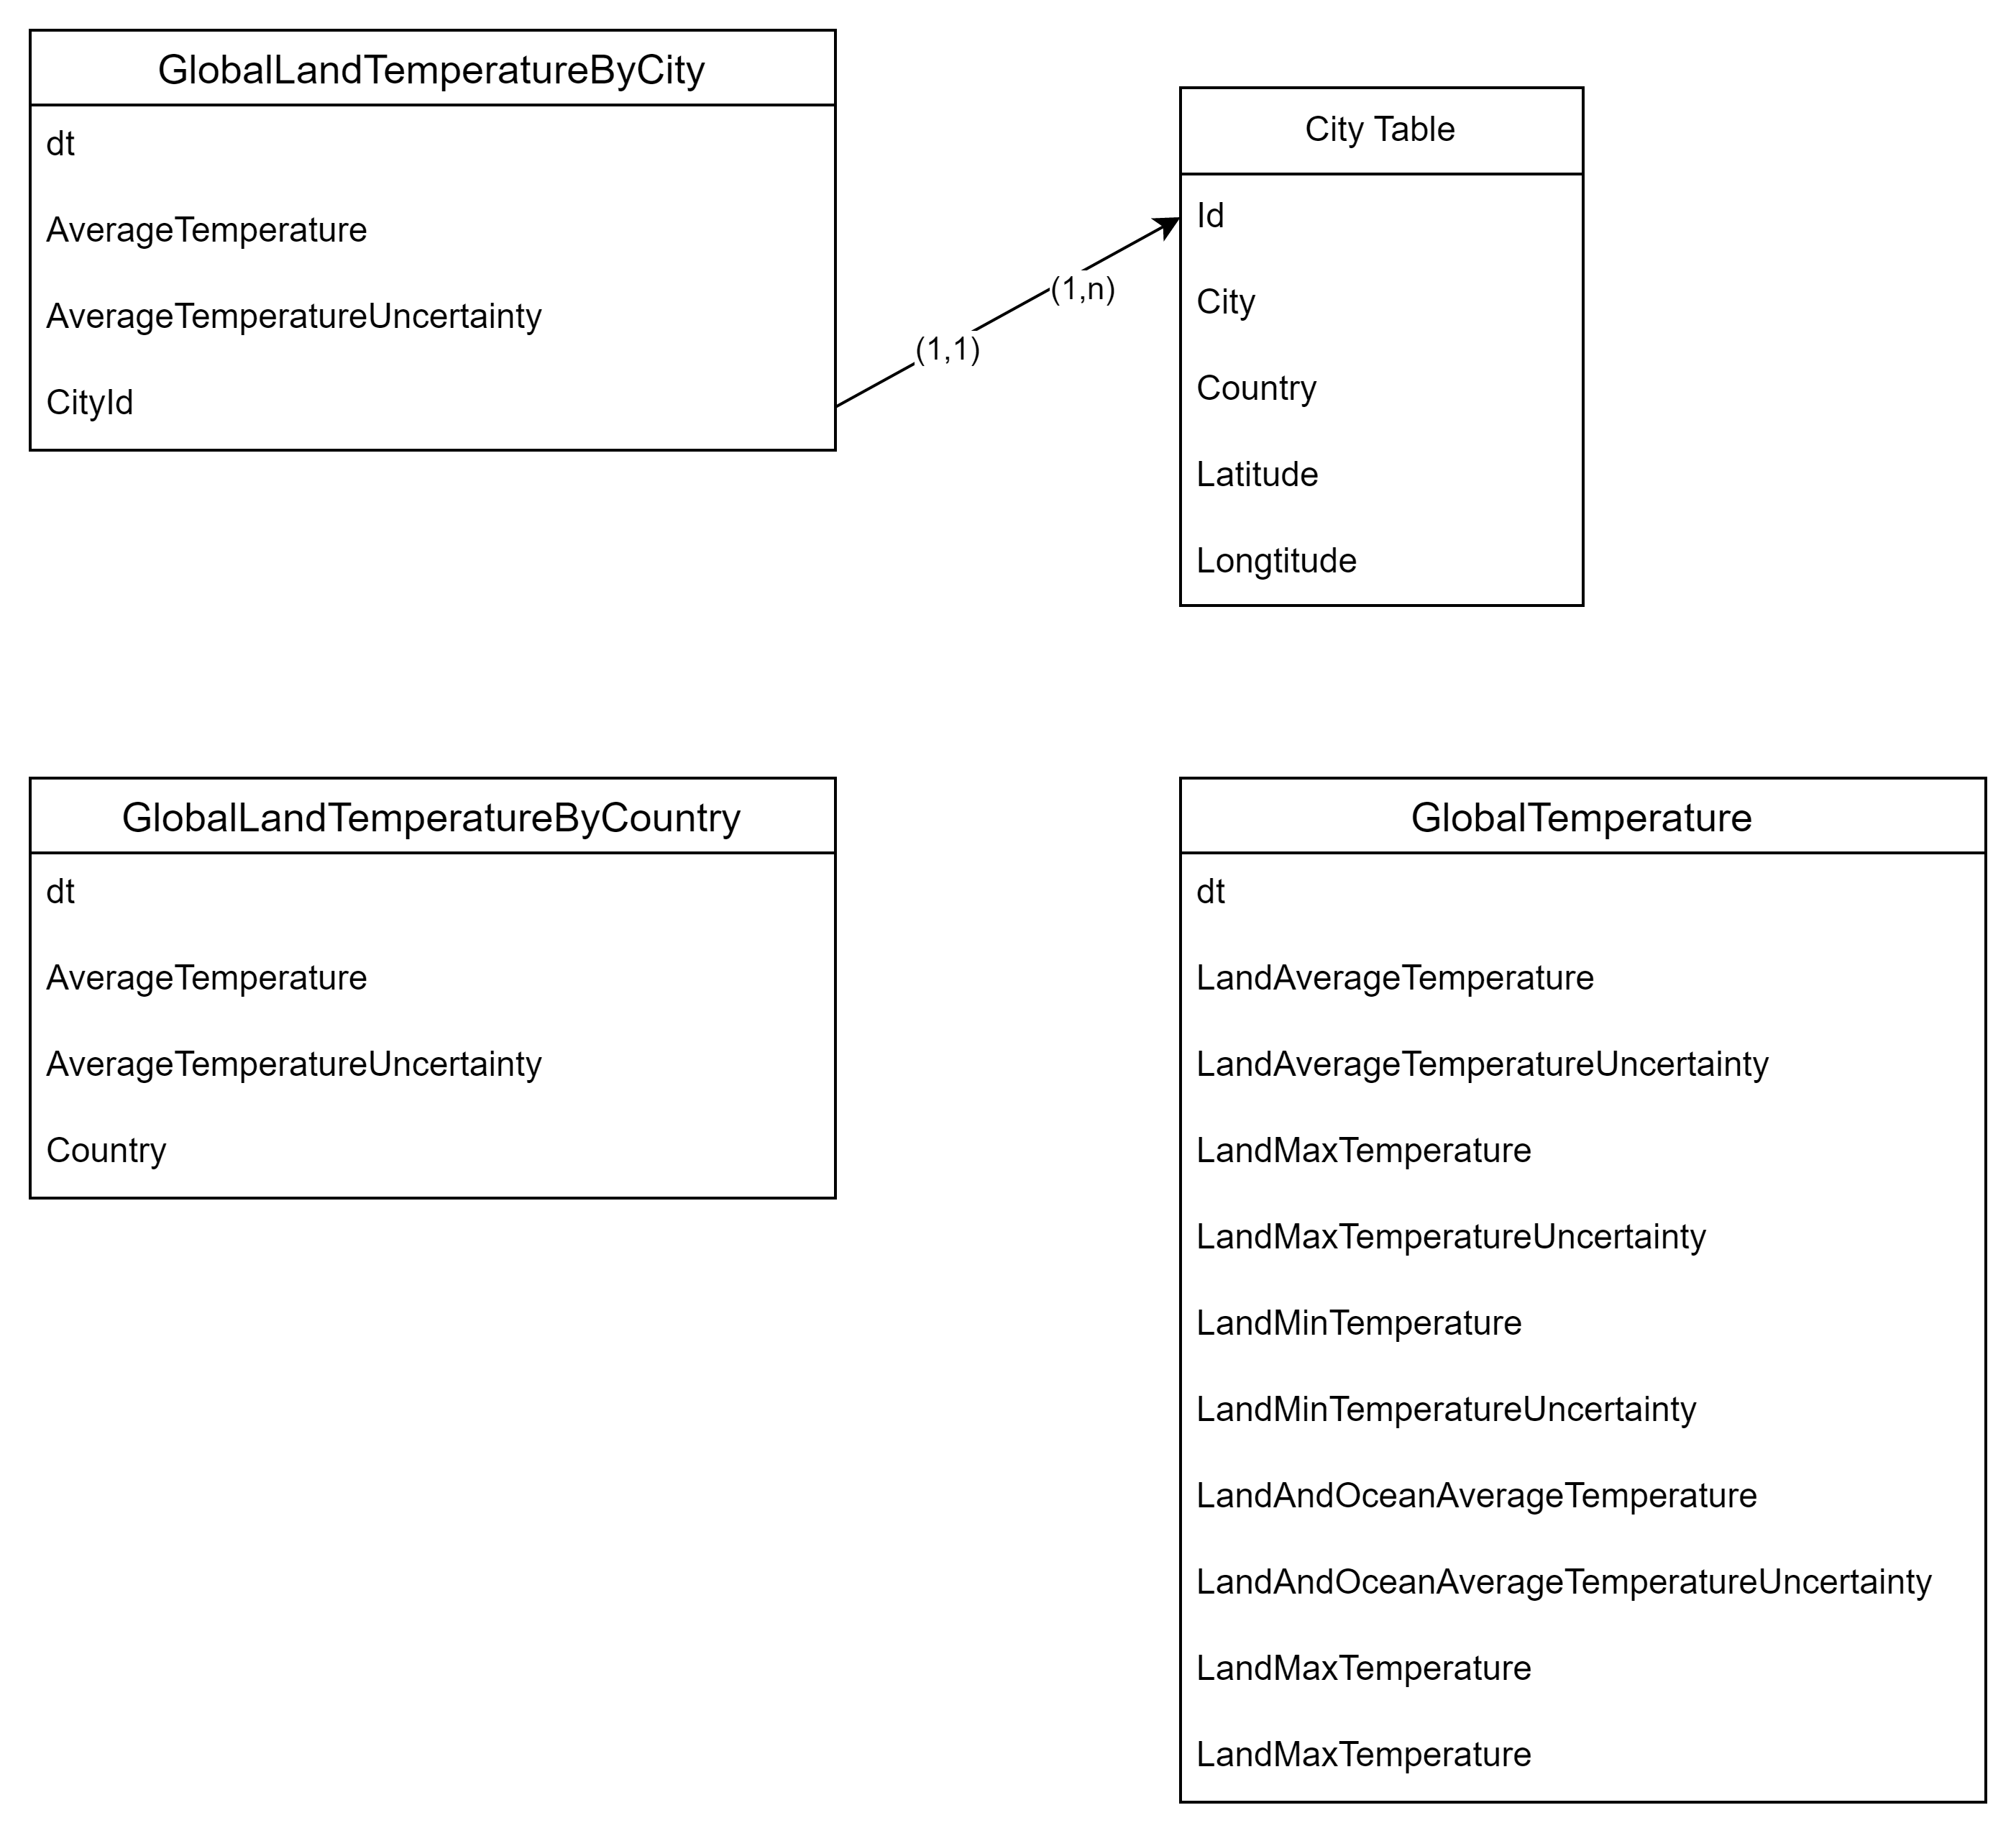 GlobalLandTemperatureByCity
dt
AverageTemperature
AverageTemperatureUncertainty
CityId
(1,1)
(1,n)
City Table
Id
City
Country
Latitude
Longtitude
GlobalLandTemperatureByCountry
dt
AverageTemperature
AverageTemperatureUncertainty
Country
GlobalTemperature
dt
LandAverageTemperature
LandAverageTemperatureUncertainty
LandMaxTemperature
LandMaxTemperatureUncertainty
LandMinTemperature
LandMinTemperatureUncertainty
LandAndOceanAverageTemperature
LandAndOceanAverageTemperatureUncertainty
LandMaxTemperature
LandMaxTemperature